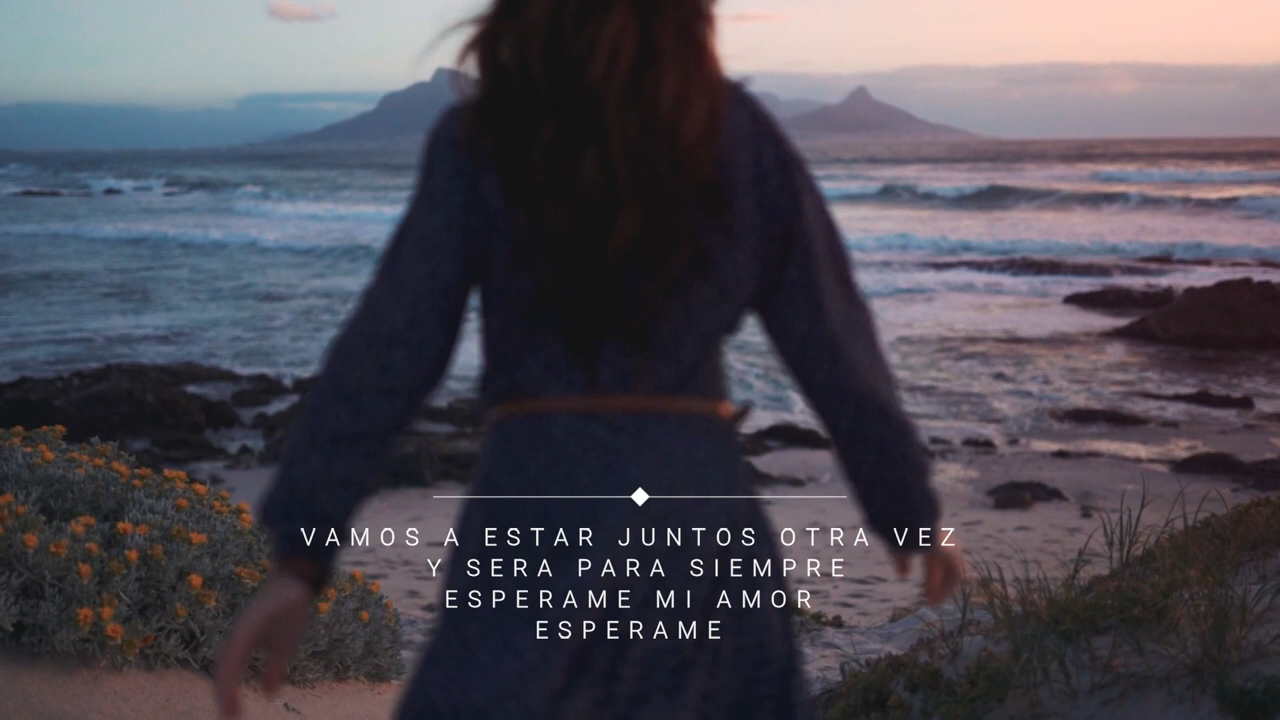 VAMOS A ESTAR JUNTOS OTRA VEZ
Y SERA PARA SIEMPRE
ESPERAME MI AMOR
ESPERAME